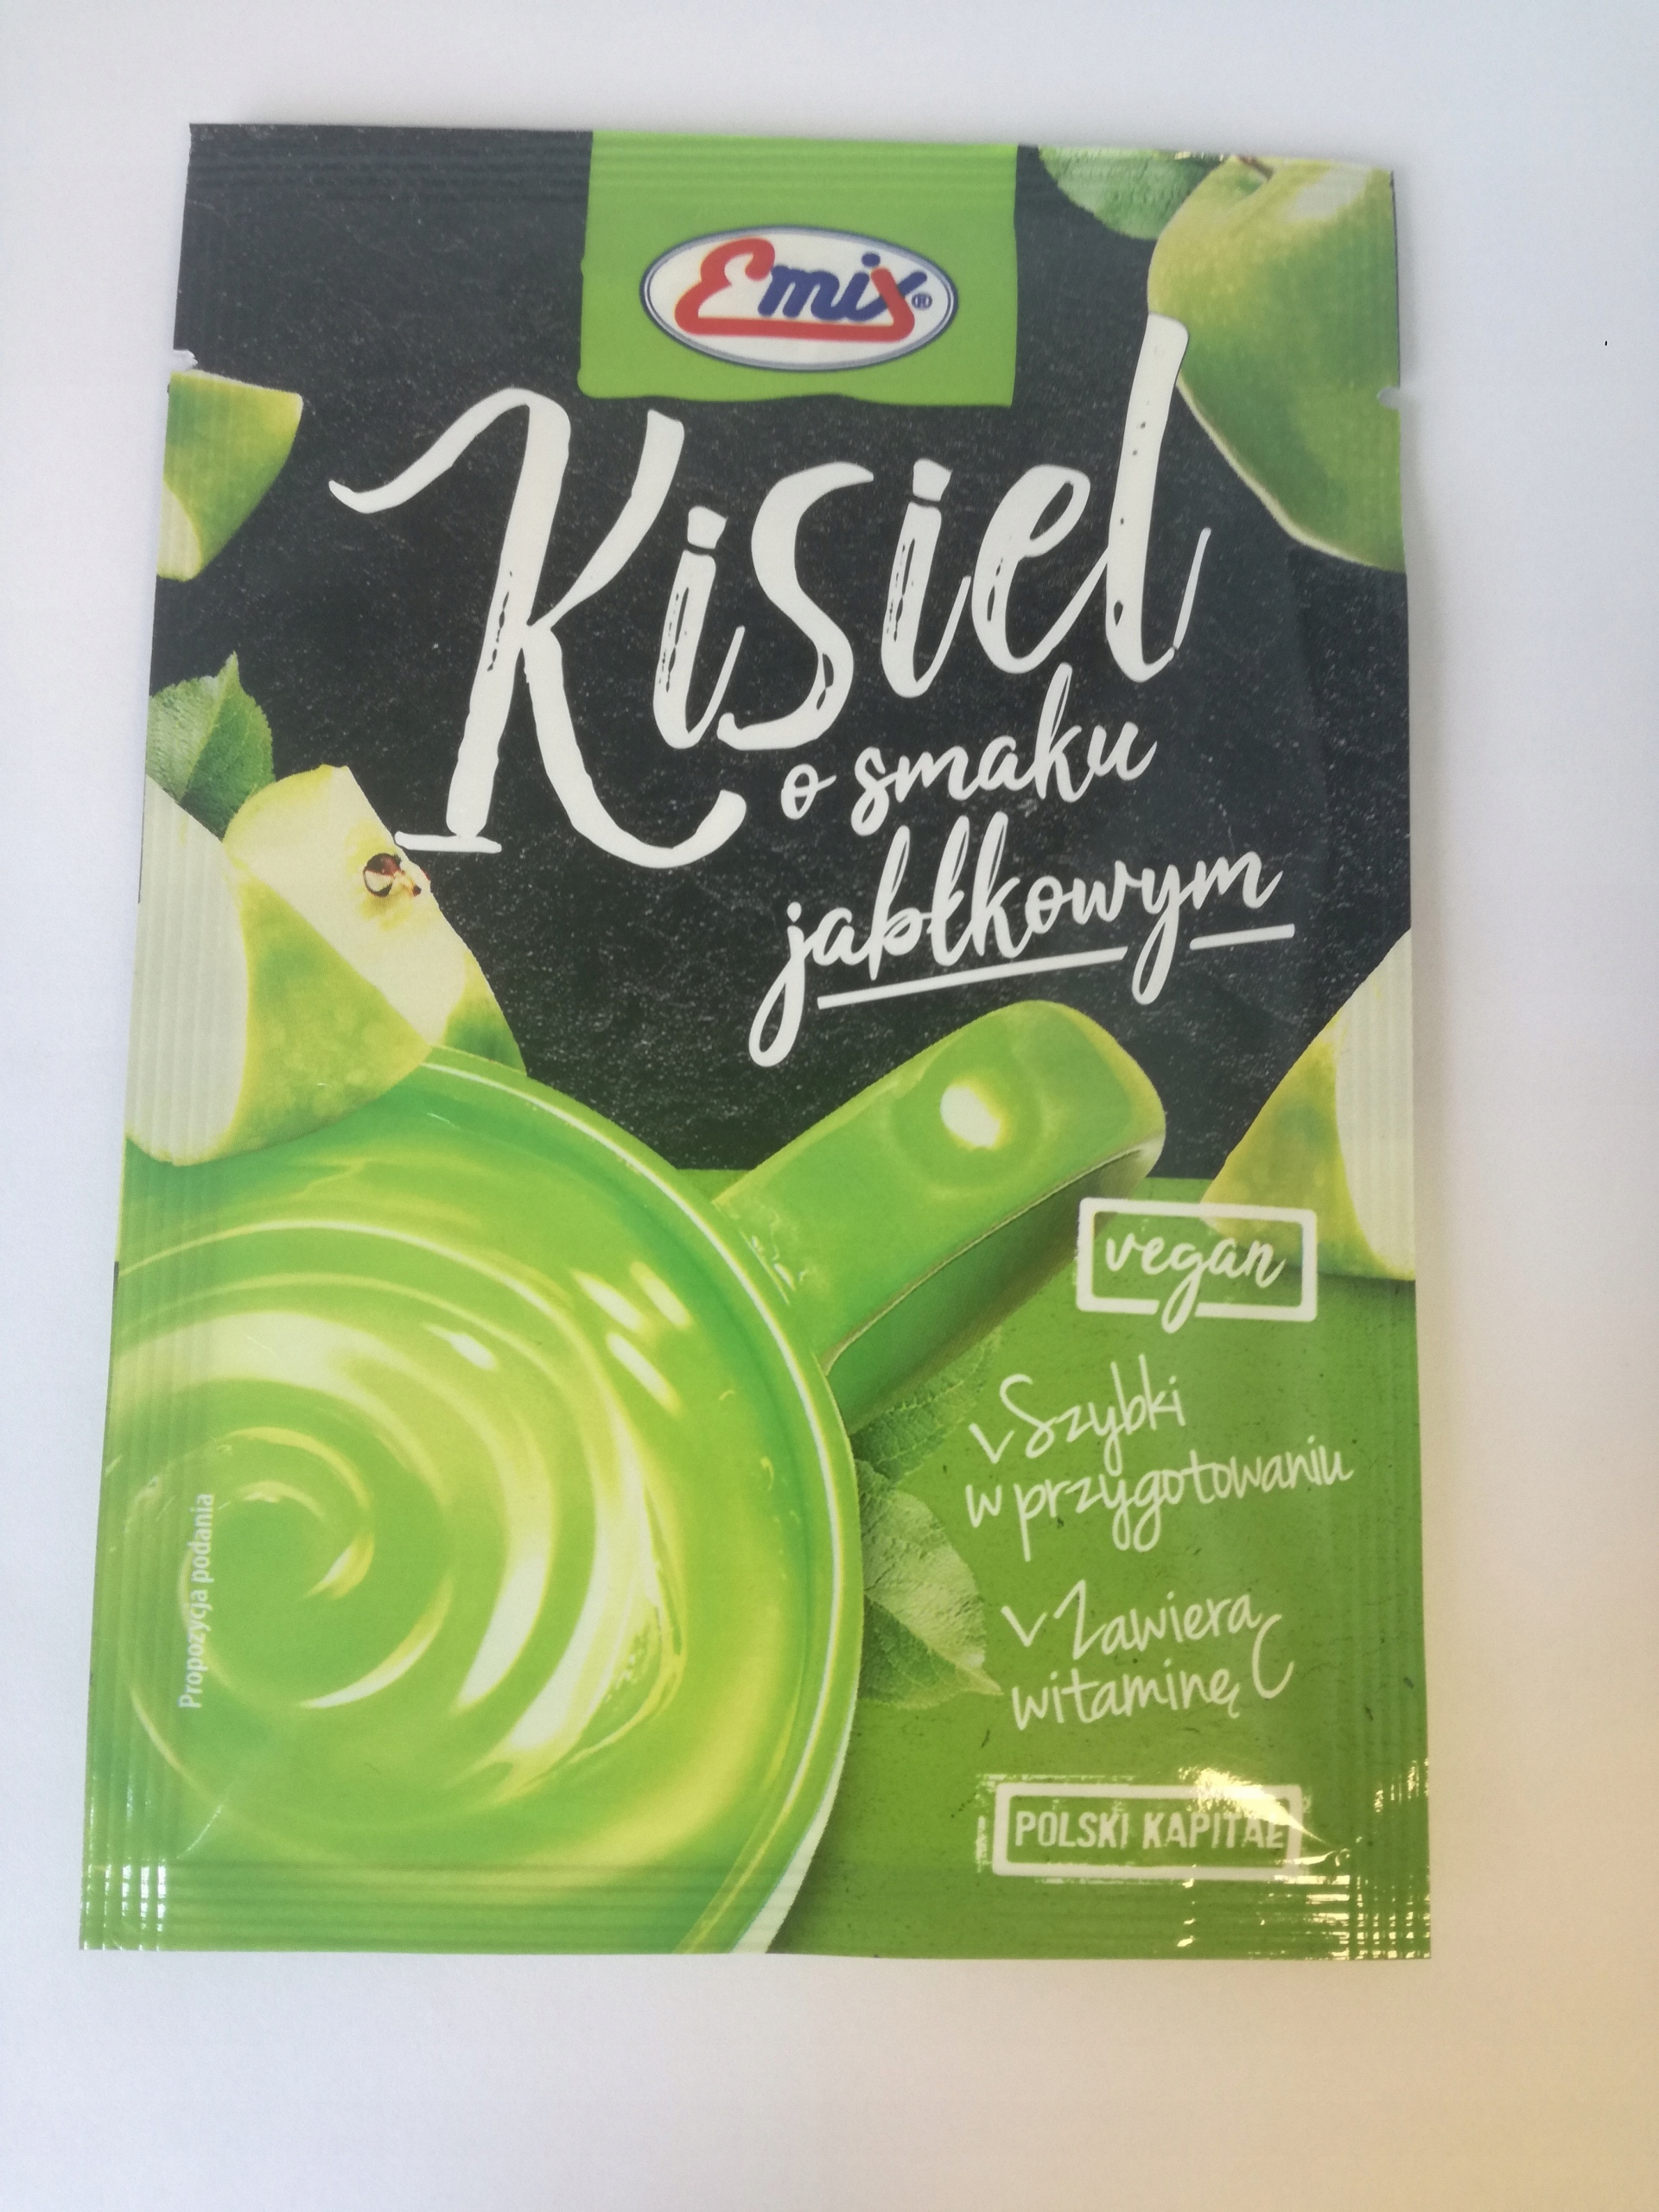 Emix®
Kisiel
o smaku
jabłkowym
vegan
✓ Szybki
w przygotowaniu
✓ Zawiera
witaminę C
POLSKI KAPITAŁ
Propozycja podania